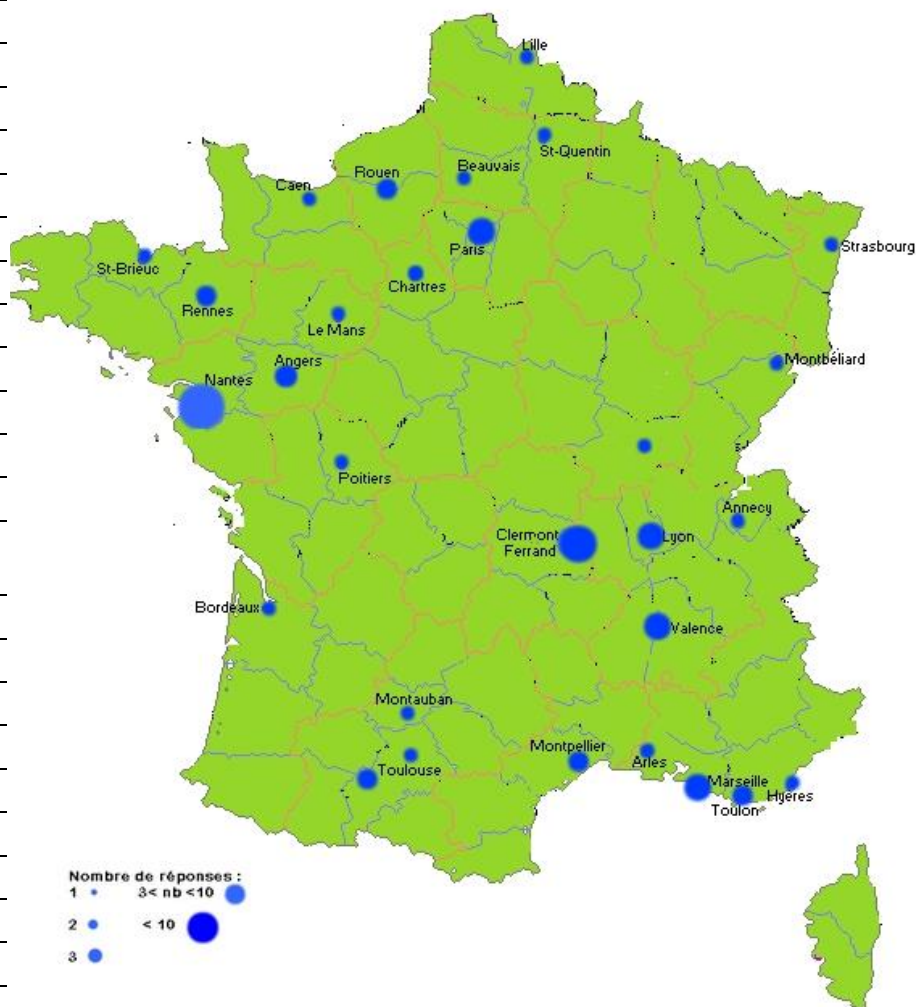 Lille
St-Quentin
Beauvais
Rouen
Caen
Paris
Strasbourg
St-Brieuc
Chartres
Rennes
Le Mans
Montbéliard
Angers
Nantes
Poitiers
Annecy
Clermont
Ferrand
Lyon
Bordeaux
Valence
Montauban
Montpellier
Arles
Toulouse
Marseille
Hyeres
Toulon
Nombre de réponses :
1 3< nb <10
2 < 10
3